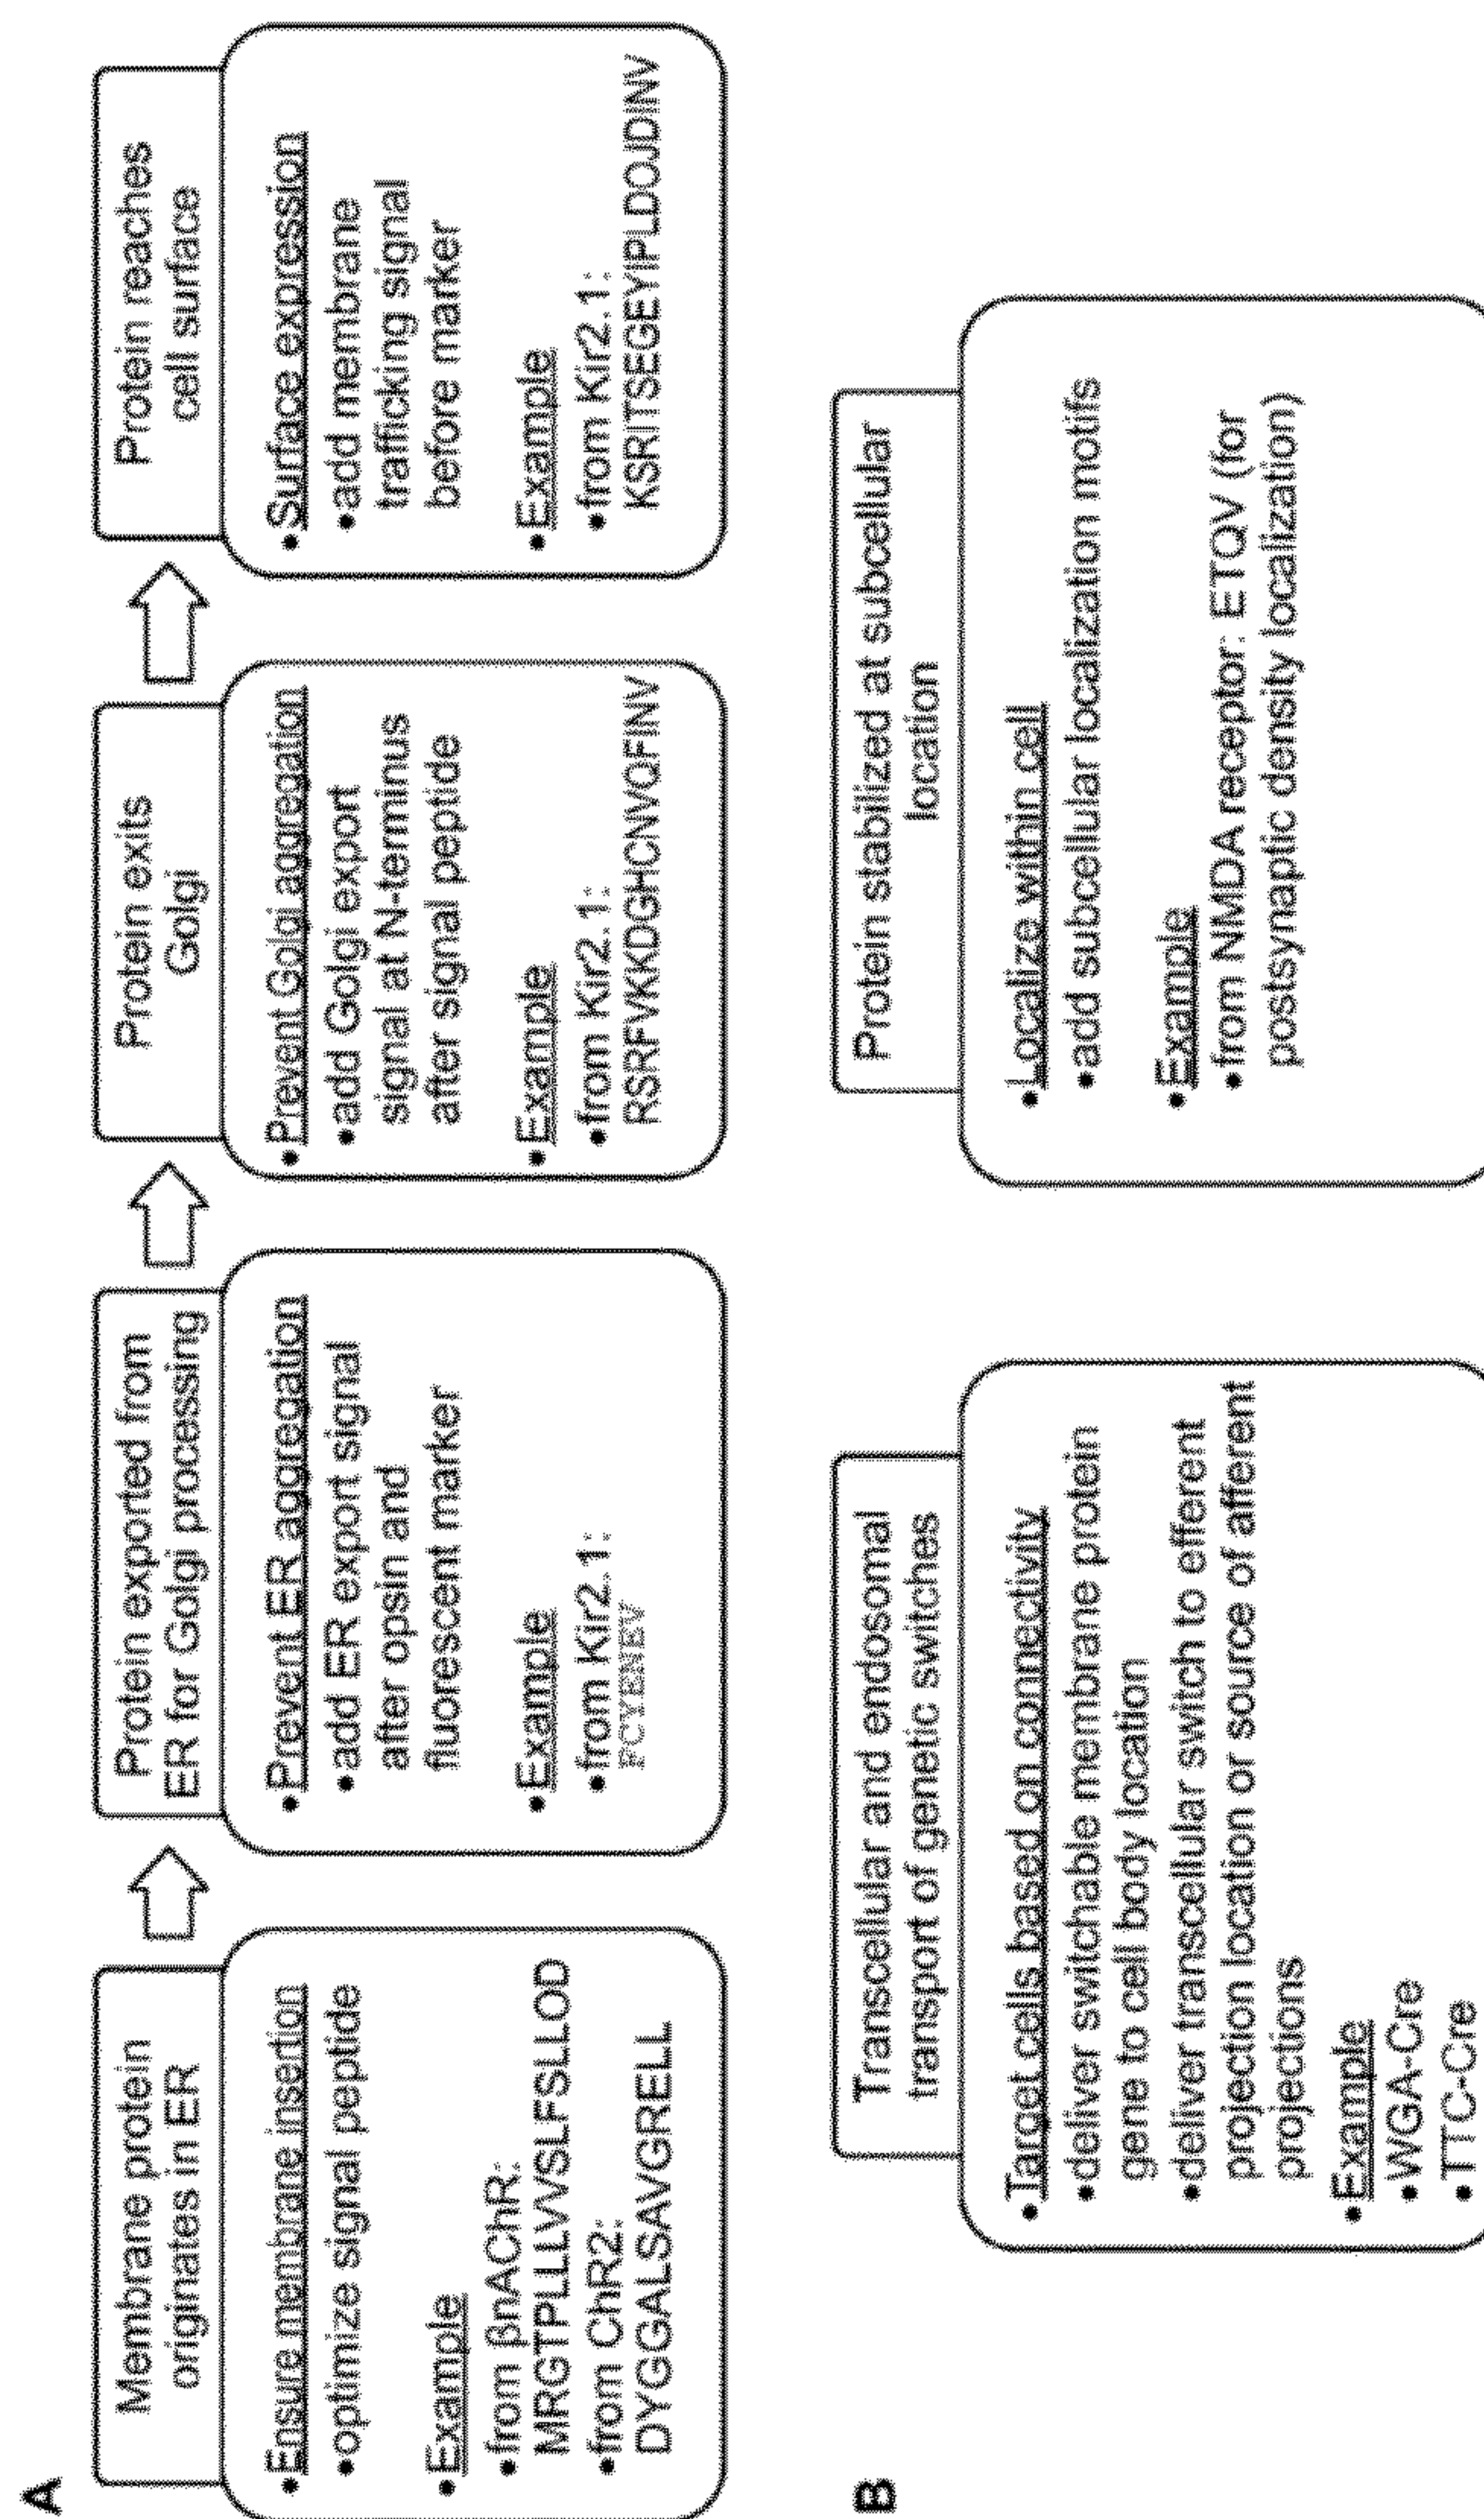 A
Membrane protein
originates in ER
•Ensure membrane insertion
•optimize signal peptide
•Example
•from βnAChR:
MRGTPLLLVVSLFSLLOD
•from ChR2:
DYGGALSAVGRELL
Protein exported from
ER for Golgi processing
•Prevent ER aggregation
•add ER export signal
after opsin and
fluorescent marker
•Example
•from Kir2.1:
FCYENEV
Protein exits
Golgi
•Prevent Golgi aggregation
•add Golgi export
signal at N-terminus
after signal peptide
•Example
•from Kir2.1:
RSRFVKKDGHCNVQFINV
Protein reaches
cell surface
•Surface expression
•add membrane
trafficking signal
before marker
•Example
•from Kir2.1:
KSRITSEGEYIPLDOJDINV
B
Transcellular and endosomal
transport of genetic switches
•Target cells based on connectivity
•deliver switchable membrane protein
gene to cell body location
•deliver transcellular switch to efferent
projection location or source of afferent
projections
•Example
•WGA-Cre
•TTC-Cre
Protein stabilized at subcellular
location
•Localize within cell
•add subcellular localization motifs
•Example
•from NMDA receptor: ETQV (for
postsynaptic density localization)